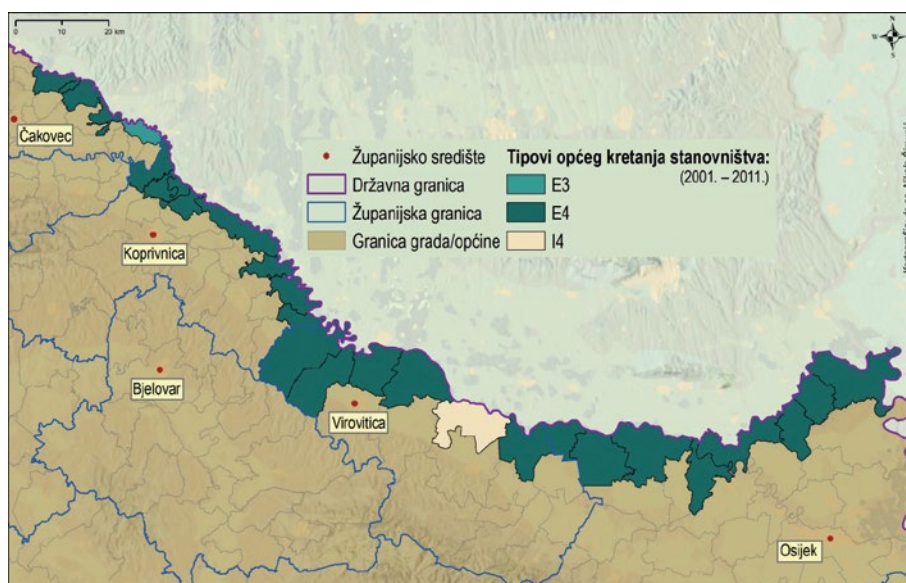 0 10 20 km
N
W E
S
Čakovec
Koprivnica
Bjelovar
Virovitica
Osijek
Županijsko središte
Državna granica
Županijska granica
Granica grada/općine
Tipovi općeg kretanja stanovništva:
(2001. – 2011.)
E3
E4
I4